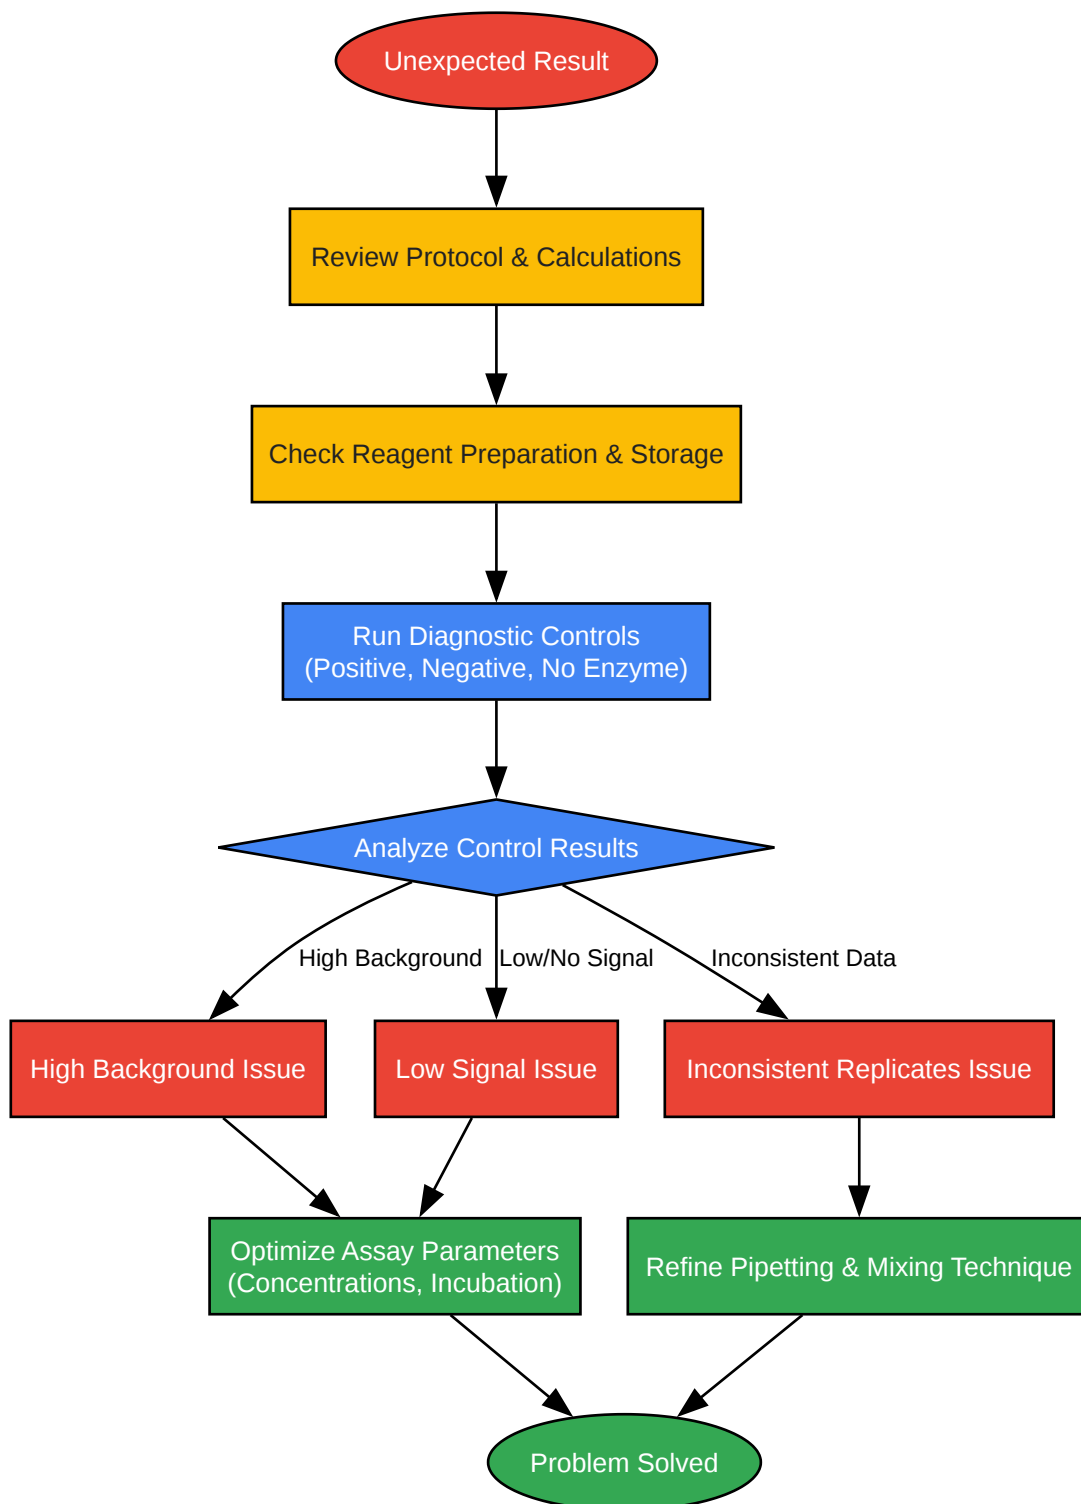 Unexpected Result
Review Protocol & Calculations
Check Reagent Preparation & Storage
Run Diagnostic Controls
(Positive, Negative, No Enzyme)
Analyze Control Results
High Background
Low/No Signal
Inconsistent Data
High Background Issue
Low Signal Issue
Inconsistent Replicates Issue
Optimize Assay Parameters
(Concentrations, Incubation)
Refine Pipetting & Mixing Technique
Problem Solved